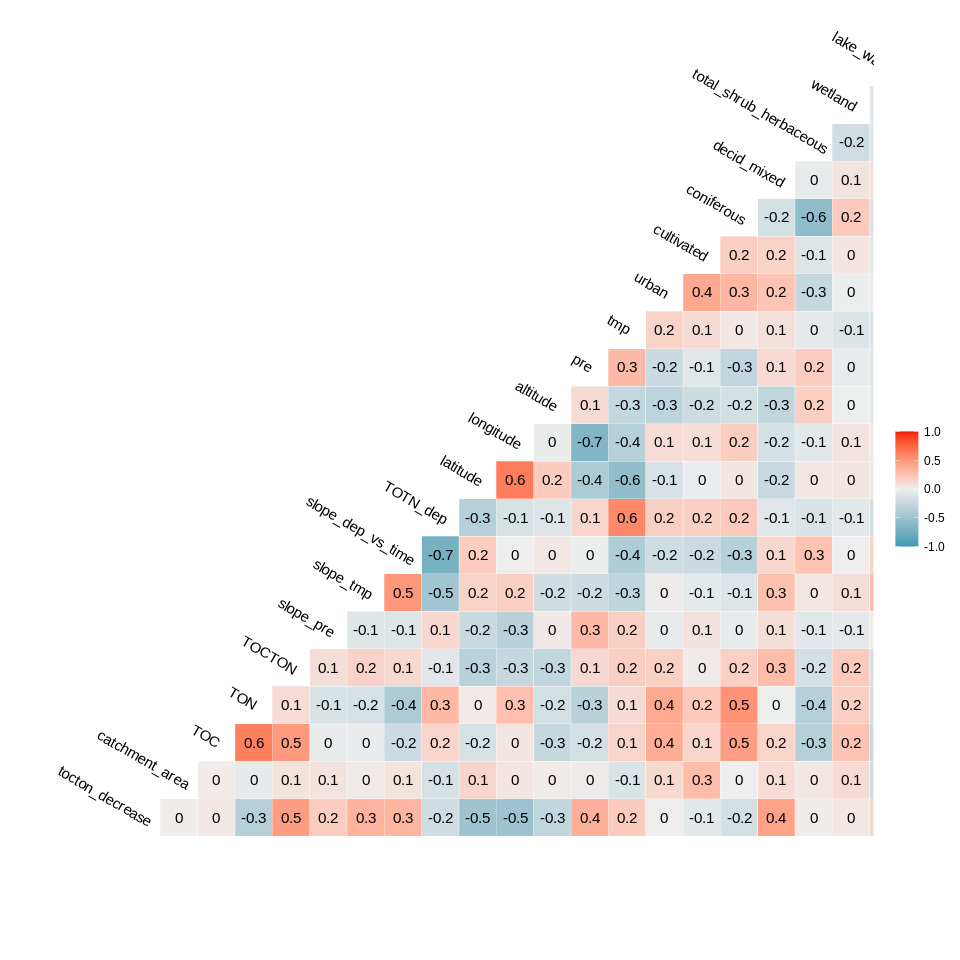 lake_w
wetland
total_shrub_herbaceous -0.2
decid_mixed 0 0.1
coniferous -0.2 -0.6 0.2
cultivated 0.2 0.2 -0.1 0
urban 0.4 0.3 0.2 -0.3 0
tmp 0.2 0.1 0 0.1 0 -0.1
pre 0.3 -0.2 -0.1 -0.3 0.1 0.2 0
altitude 0.1 -0.3 -0.3 -0.2 -0.2 -0.3 0.2 0
longitude 0 -0.7 -0.4 0.1 0.1 0.2 -0.2 -0.1 0.1
latitude 0.6 0.2 -0.4 -0.6 -0.1 0 0 -0.2 0 0
TOTN_dep -0.3 -0.1 -0.1 0.1 0.6 0.2 0.2 0.2 -0.1 -0.1 -0.1
slope_dep_vs_time -0.7 0.2 0 0 0 -0.4 -0.2 -0.2 -0.3 0.1 0.3 0
slope_tmp 0.5 -0.5 0.2 0.2 -0.2 -0.2 -0.3 0 -0.1 -0.1 0.3 0 0.1
slope_pre -0.1 -0.1 0.1 -0.2 -0.3 0 0.3 0.2 0 0.1 0 0.1 -0.1 -0.1
TOCTON 0.1 0.2 0.1 -0.1 -0.3 -0.3 -0.3 0.1 0.2 0.2 0 0.2 0.3 -0.2 0.2
TON 0.1 -0.1 -0.2 -0.4 0.3 0 0.3 -0.2 -0.3 0.1 0.4 0.2 0.5 0 -0.4 0.2
TOC 0.6 0.5 0 0 -0.2 0.2 -0.2 0 -0.3 -0.2 0.1 0.4 0.1 0.5 0.2 -0.3 0.2
catchment_area 0 0 0.1 0.1 0 0.1 -0.1 0.1 0 0 0 -0.1 0.1 0.3 0 0.1 0 0.1
tocton_decrease 0 0 -0.3 0.5 0.2 0.3 0.3 -0.2 -0.5 -0.5 -0.3 0.4 0.2 0 -0.1 -0.2 0.4 0 0
1.0
0.5
0.0
-0.5
-1.0